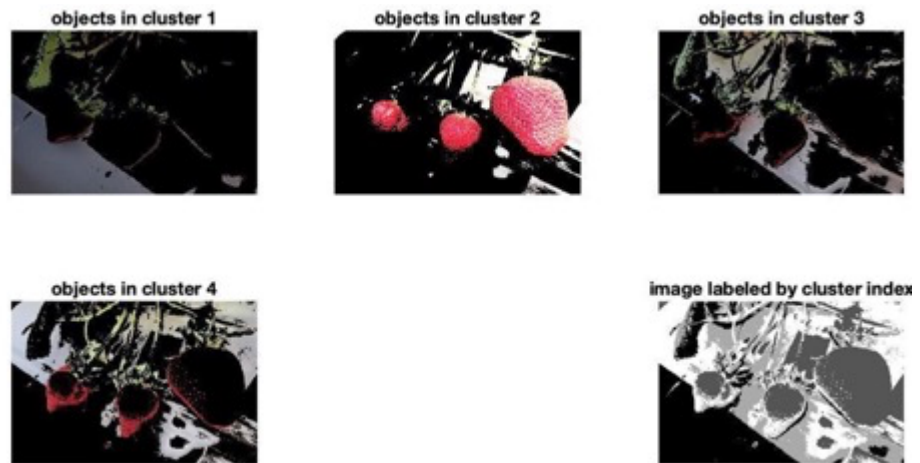 objects in cluster 1
objects in cluster 2
objects in cluster 3
objects in cluster 4
image labeled by cluster index